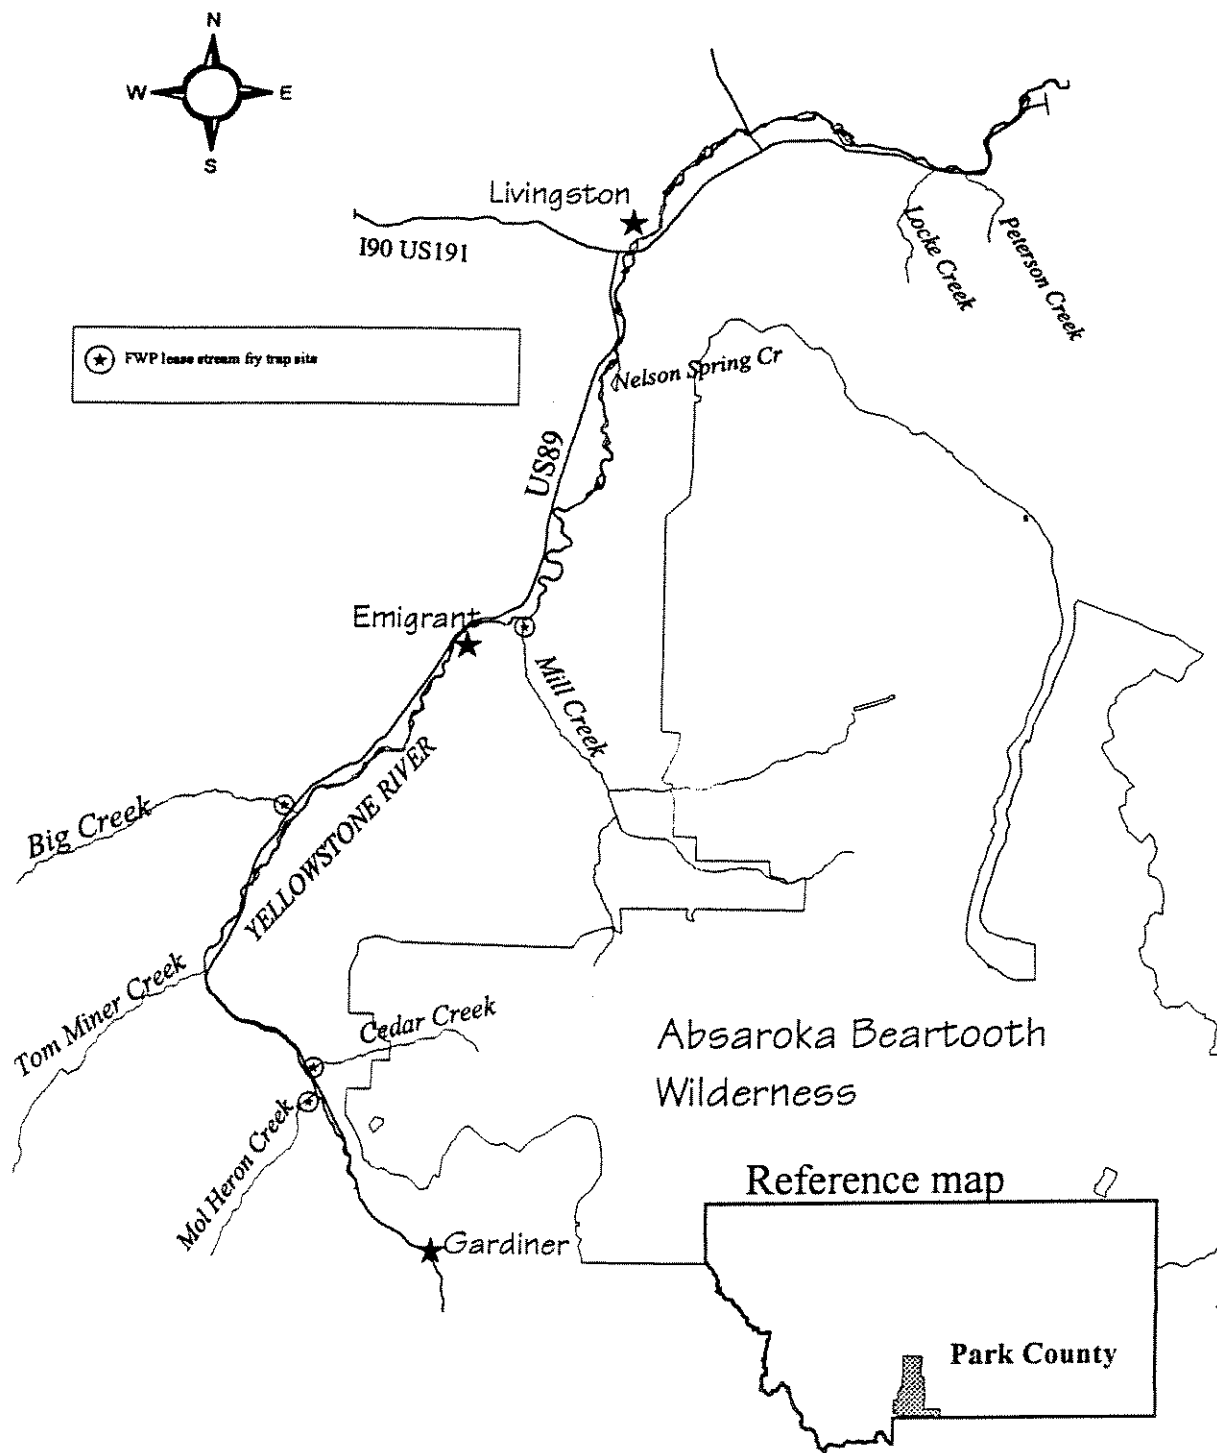 N
W E
S
Livingston
I90 US191
Locke Creek
Peterson Creek
FWP lease stream fry trap site
Nelson Spring Cr
US89
Emigrant
Mill Creek
Big Creek
YELLOWSTONE RIVER
Tom Miner Creek
Cedar Creek
Absaroka Beartooth
Wilderness
Mol Heron Creek
Reference map
Gardiner
Park County